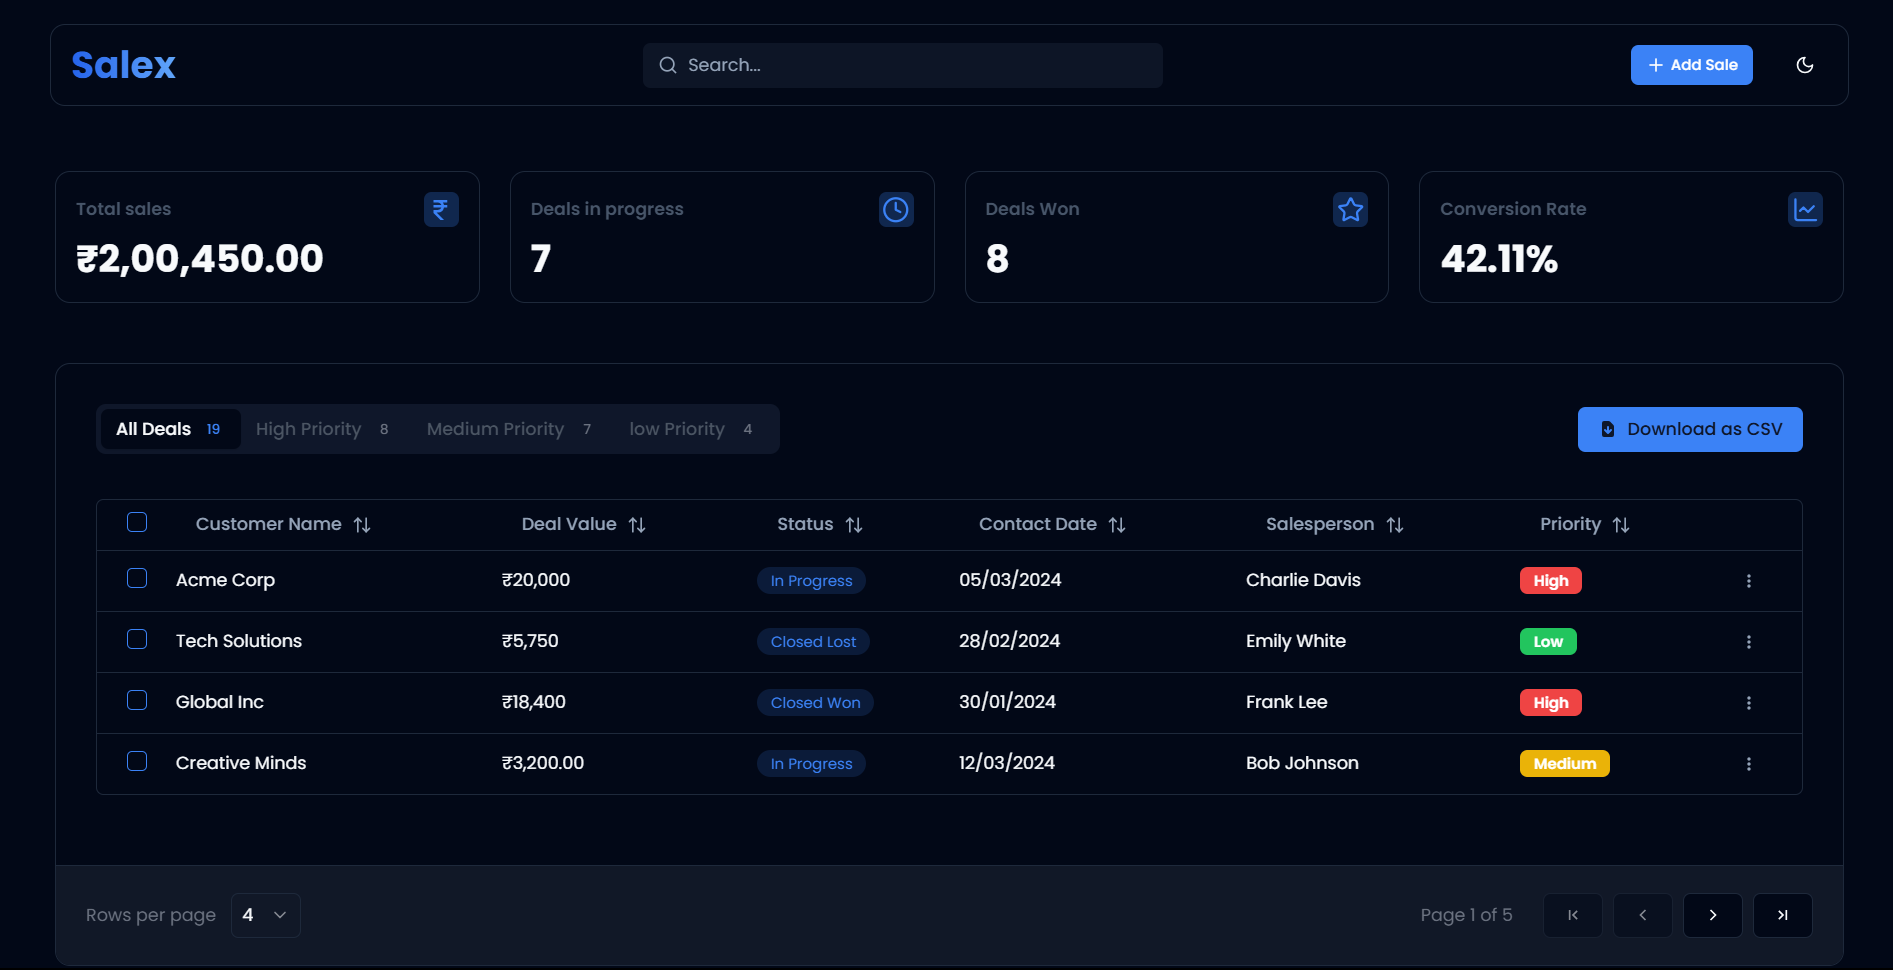 Salex
Search...
Add Sale
Total sales
₹2,00,450.00
Deals in progress
7
Deals Won
8
Conversion Rate
42.11%
All Deals 19 High Priority 8 Medium Priority 7 low Priority 4
Download as CSV
Customer Name Deal Value Status Contact Date Salesperson Priority
Acme Corp ₹20,000 In Progress 05/03/2024 Charlie Davis High
Tech Solutions ₹5,750 Closed Lost 28/02/2024 Emily White Low
Global Inc ₹18,400 Closed Won 30/01/2024 Frank Lee High
Creative Minds ₹3,200.00 In Progress 12/03/2024 Bob Johnson Medium
Rows per page 4 Page 1 of 5